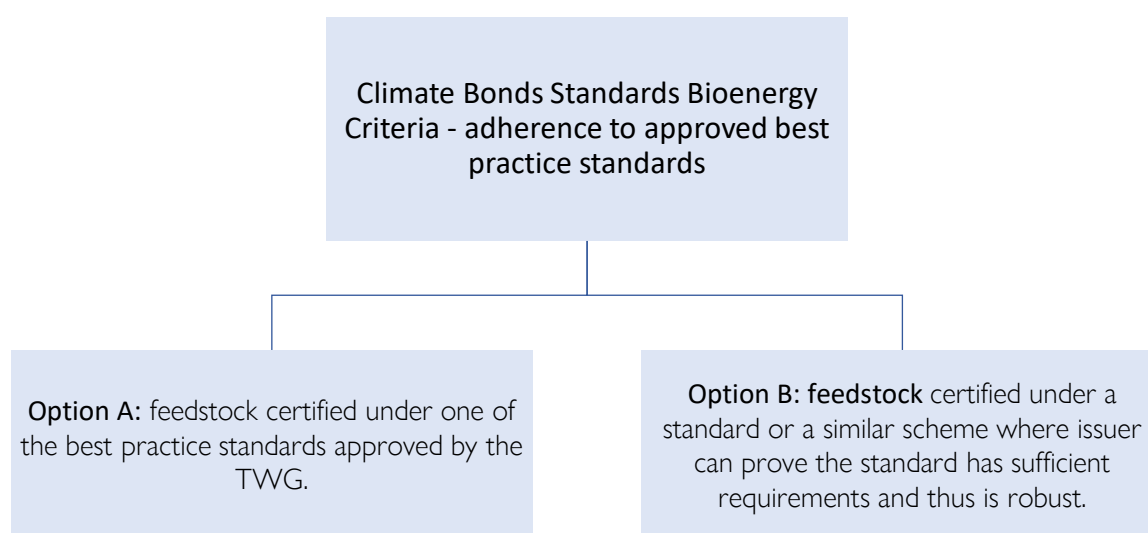 Climate Bonds Standards Bioenergy
Criteria - adherence to approved best
practice standards
Option A: feedstock certified under one of
the best practice standards approved by the
TWG.
Option B: feedstock certified under a
standard or a similar scheme where issuer
can prove the standard has sufficient
requirements and thus is robust.